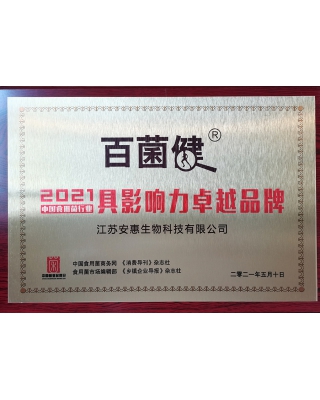 百菌健®
2021中国食用菌行业具影响力卓越品牌
江苏安惠生物科技有限公司
中国食用菌商务网 《消费导刊》杂志社
食用菌市场编辑部 《乡镇企业导报》杂志社
二〇二一年五月十日